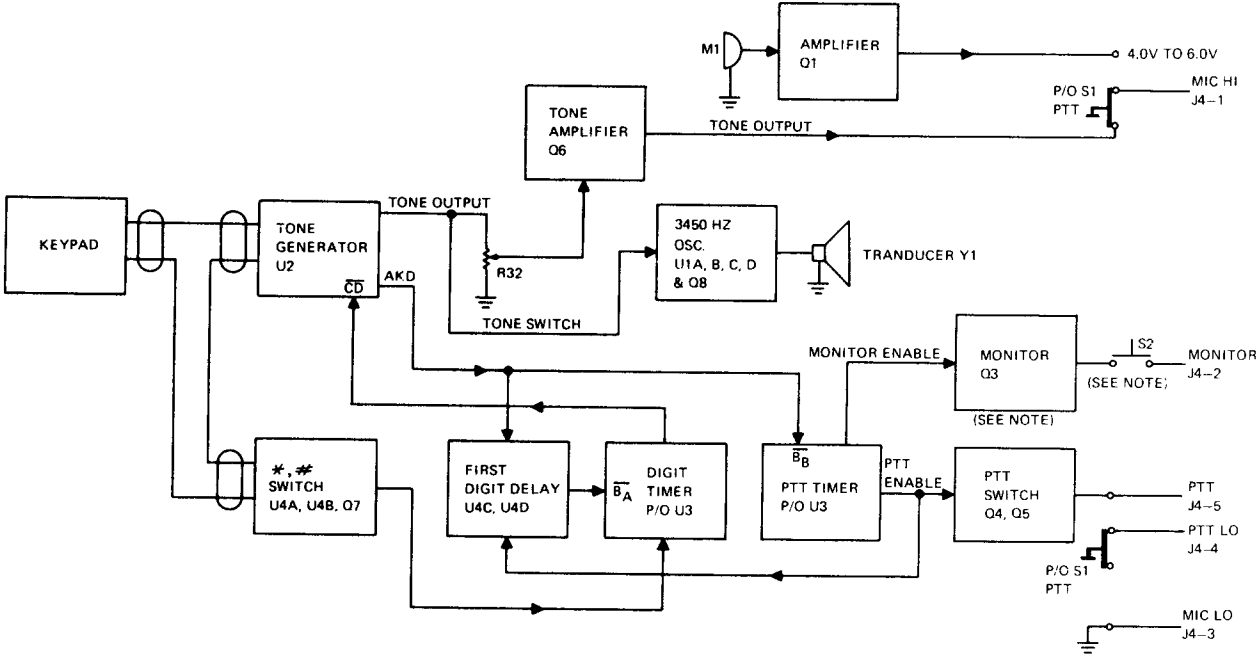 M1
AMPLIFIER
Q1
4.0V TO 6.0V
P/O S1
PTT
MIC HI
J4-1
TONE
AMPLIFIER
Q6
TONE OUTPUT
KEYPAD
TONE
GENERATOR
U2
CD
TONE OUTPUT
AKD
R32
TONE SWITCH
3450 HZ
OSC.
U1A, B, C, D
& Q8
TRANDUCER Y1
MONITOR ENABLE
MONITOR
Q3
(SEE NOTE)
S2
(SEE NOTE)
MONITOR
J4-2
*, #
SWITCH
U4A, U4B, Q7
FIRST
DIGIT DELAY
U4C, U4D
BA
DIGIT
TIMER
P/O U3
BB
PTT TIMER
P/O U3
PTT
ENABLE
PTT
SWITCH
Q4, Q5
PTT
J4-5
PTT LO
J4-4
P/O S1
PTT
MIC LO
J4-3